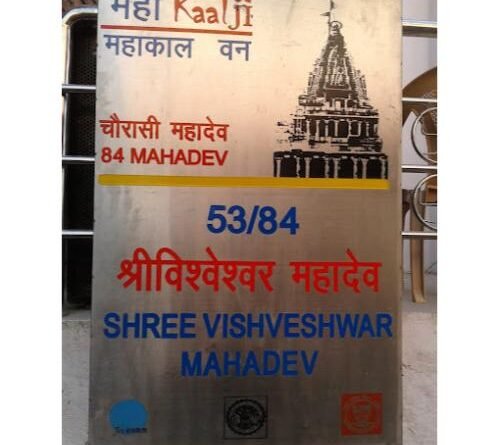 महा Kaalji
महाकाल वन
चौरासी महादेव
84 MAHADEV
53/84
श्रीविश्वेश्वर महादेव
SHREE VISHVESHWAR
MAHADEV